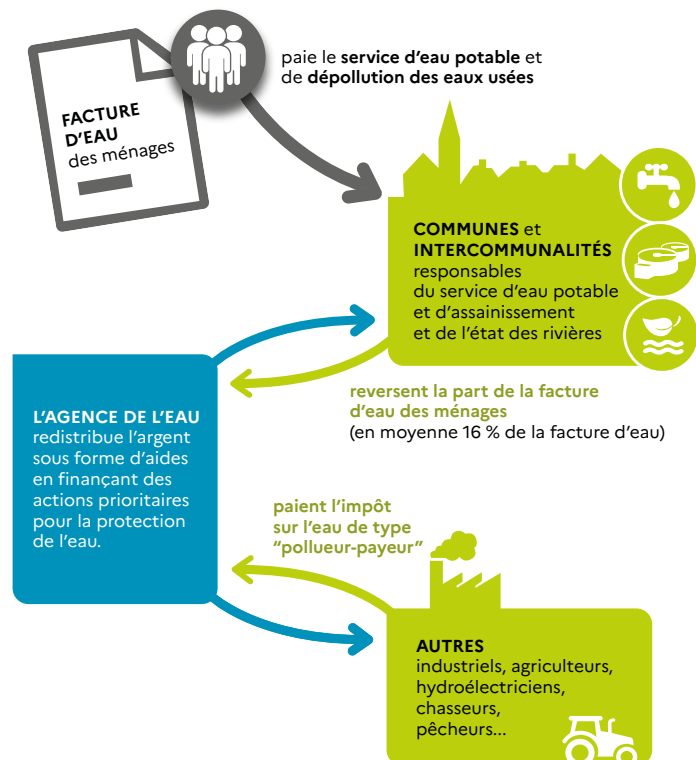 paie le service d'eau potable et
de dépollution des eaux usées
FACTURE
D'EAU
des ménages
COMMUNES et
INTERCOMMUNALITÉS
responsables
du service d'eau potable
et d'assainissement
et de l'état des rivières
reversent la part de la facture
d'eau des ménages
(en moyenne 16 % de la facture d'eau)
L'AGENCE DE L'EAU
redistribue l'argent
sous forme d'aides
en finançant des
actions prioritaires
pour la protection
de l'eau.
paient l'impôt
sur l'eau de type
“pollueur-payeur”
AUTRES
industriels, agriculteurs,
hydroélectriciens,
chasseurs,
pêcheurs...